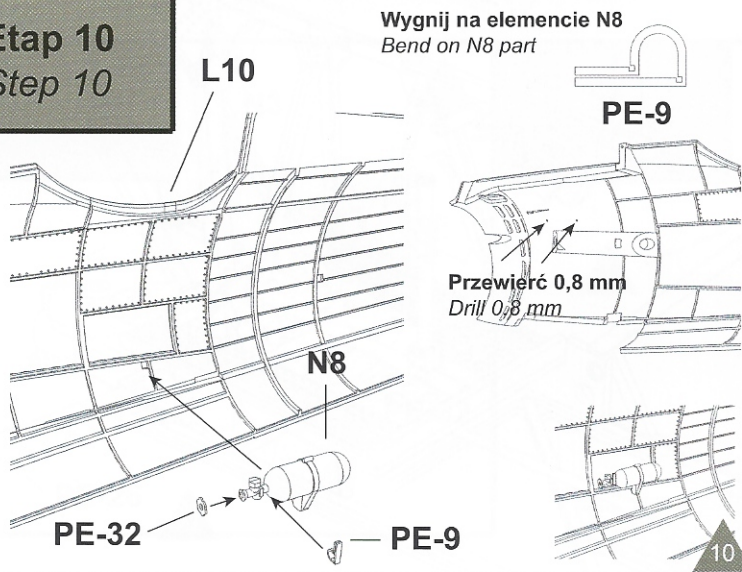 Etap 10
Step 10
Wygnij na elemencie N8
Bend on N8 part
PE-9
L10
Przewierć 0,8 mm
Drill 0,8 mm
N8
PE-32
PE-9
10